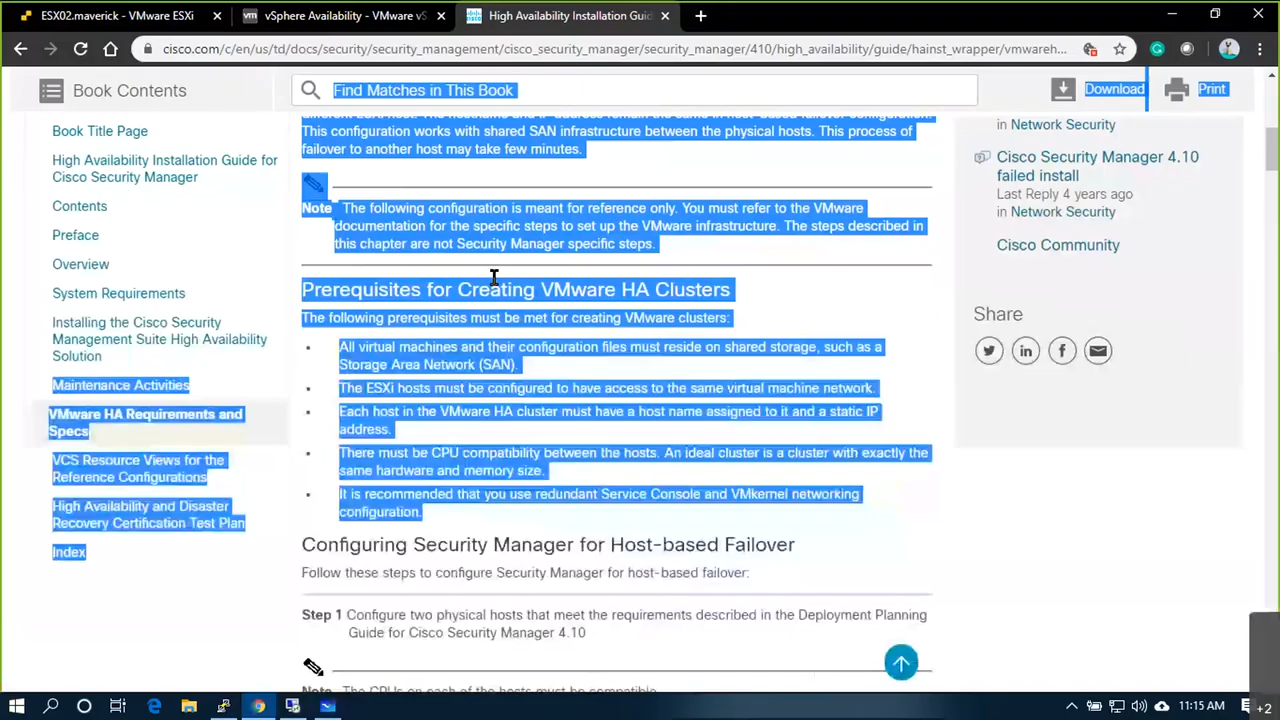 ESX02.maverick - VMware ESXi
vSphere Availability - VMware vS
High Availability Installation Guid
cisco.com/c/en/us/td/docs/security/security_management/cisco_security_manager/security_manager/410/high_availability/guide/hainst_wrapper/vmwareh...
Book Contents
Find Matches in This Book
Download
Print
Book Title Page
High Availability Installation Guide for
Cisco Security Manager
Contents
Preface
Overview
System Requirements
Installing the Cisco Security
Management Suite High Availability
Solution
Maintenance Activities
VMware HA Requirements and
Specs
VCS Resource Views for the
Reference Configurations
High Availability and Disaster
Recovery Certification Test Plan
Index
This configuration works with shared SAN infrastructure between the physical hosts. This process of
failover to another host may take few minutes.
Note The following configuration is meant for reference only. You must refer to the VMware
documentation for the specific steps to set up the VMware infrastructure. The steps described in
this chapter are not Security Manager specific steps.
Prerequisites for Creating VMware HA Clusters
The following prerequisites must be met for creating VMware clusters:
• All virtual machines and their configuration files must reside on shared storage, such as a
Storage Area Network (SAN).
• The ESXi hosts must be configured to have access to the same virtual machine network.
• Each host in the VMware HA cluster must have a host name assigned to it and a static IP
address.
• There must be CPU compatibility between the hosts. An ideal cluster is a cluster with exactly the
same hardware and memory size.
• It is recommended that you use redundant Service Console and VMkernel networking
configuration.
Configuring Security Manager for Host-based Failover
Follow these steps to configure Security Manager for host-based failover:
Step 1 Configure two physical hosts that meet the requirements described in the Deployment Planning
Guide for Cisco Security Manager 4.10
Note The CPUs on each of the hosts must be compatible
in Network Security
Cisco Security Manager 4.10
failed install
Last Reply 4 years ago
in Network Security
Cisco Community
Share
11:15 AM
+2